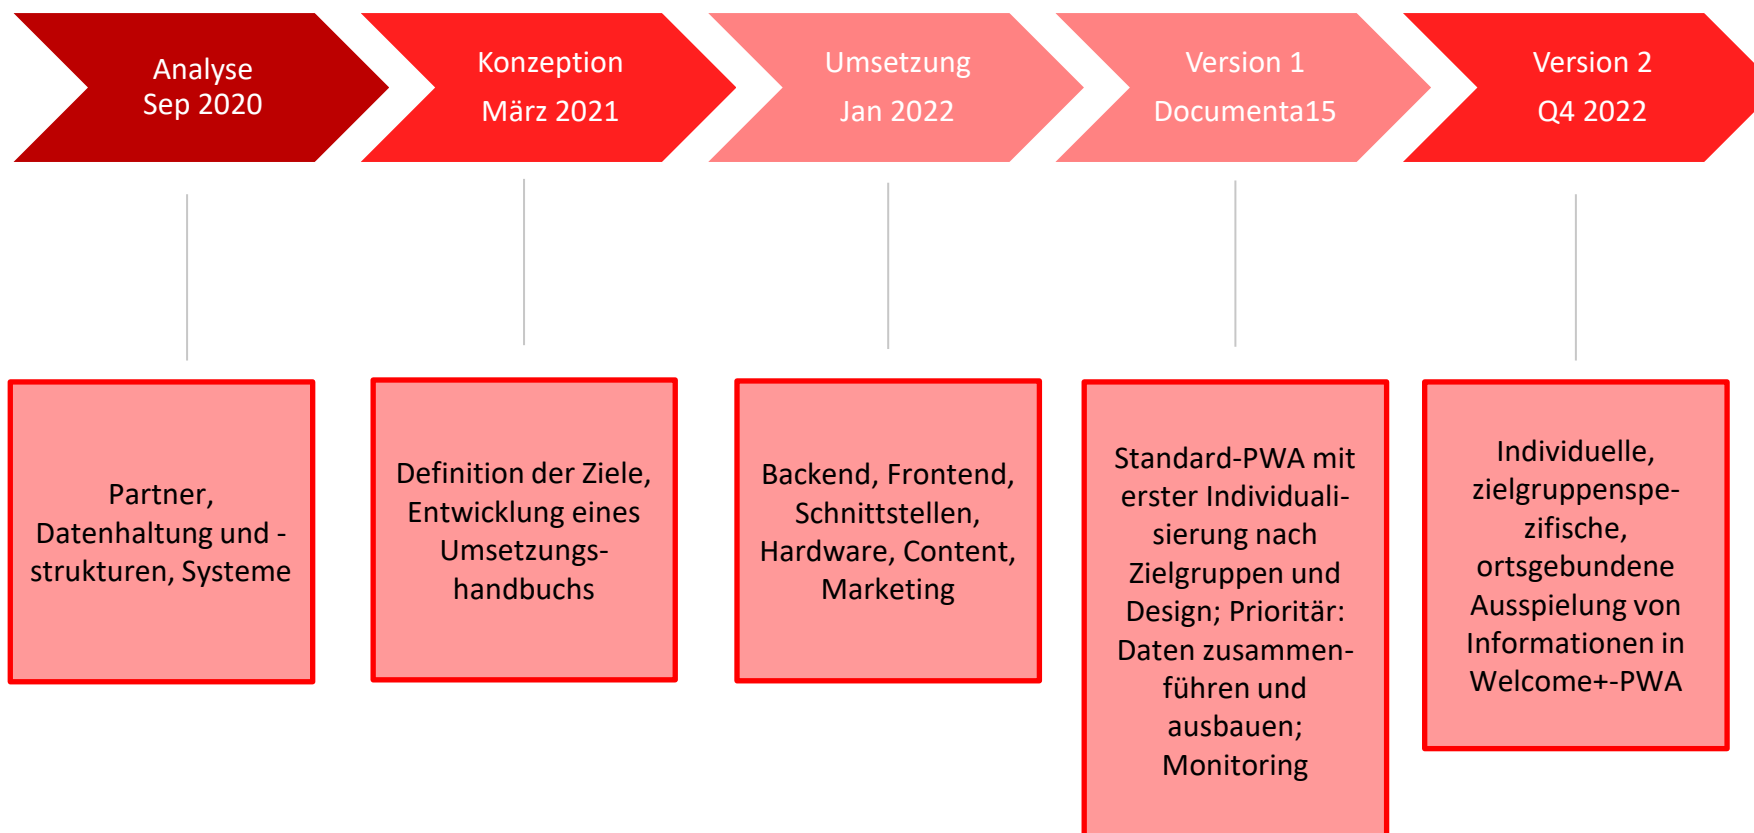 Analyse
Sep 2020
Konzeption
März 2021
Umsetzung
Jan 2022
Version 1
Documenta15
Version 2
Q4 2022
Partner,
Datenhaltung und -
strukturen, Systeme
Definition der Ziele,
Entwicklung eines
Umsetzungs-
handbuchs
Backend, Frontend,
Schnittstellen,
Hardware, Content,
Marketing
Standard-PWA mit
erster Individuali-
sierung nach
Zielgruppen und
Design; Prioritär:
Daten zusammen-
führen und
ausbauen;
Monitoring
Individuelle,
zielgruppenspe-
zifische,
ortsgebundene
Ausspielung von
Informationen in
Welcome+-PWA